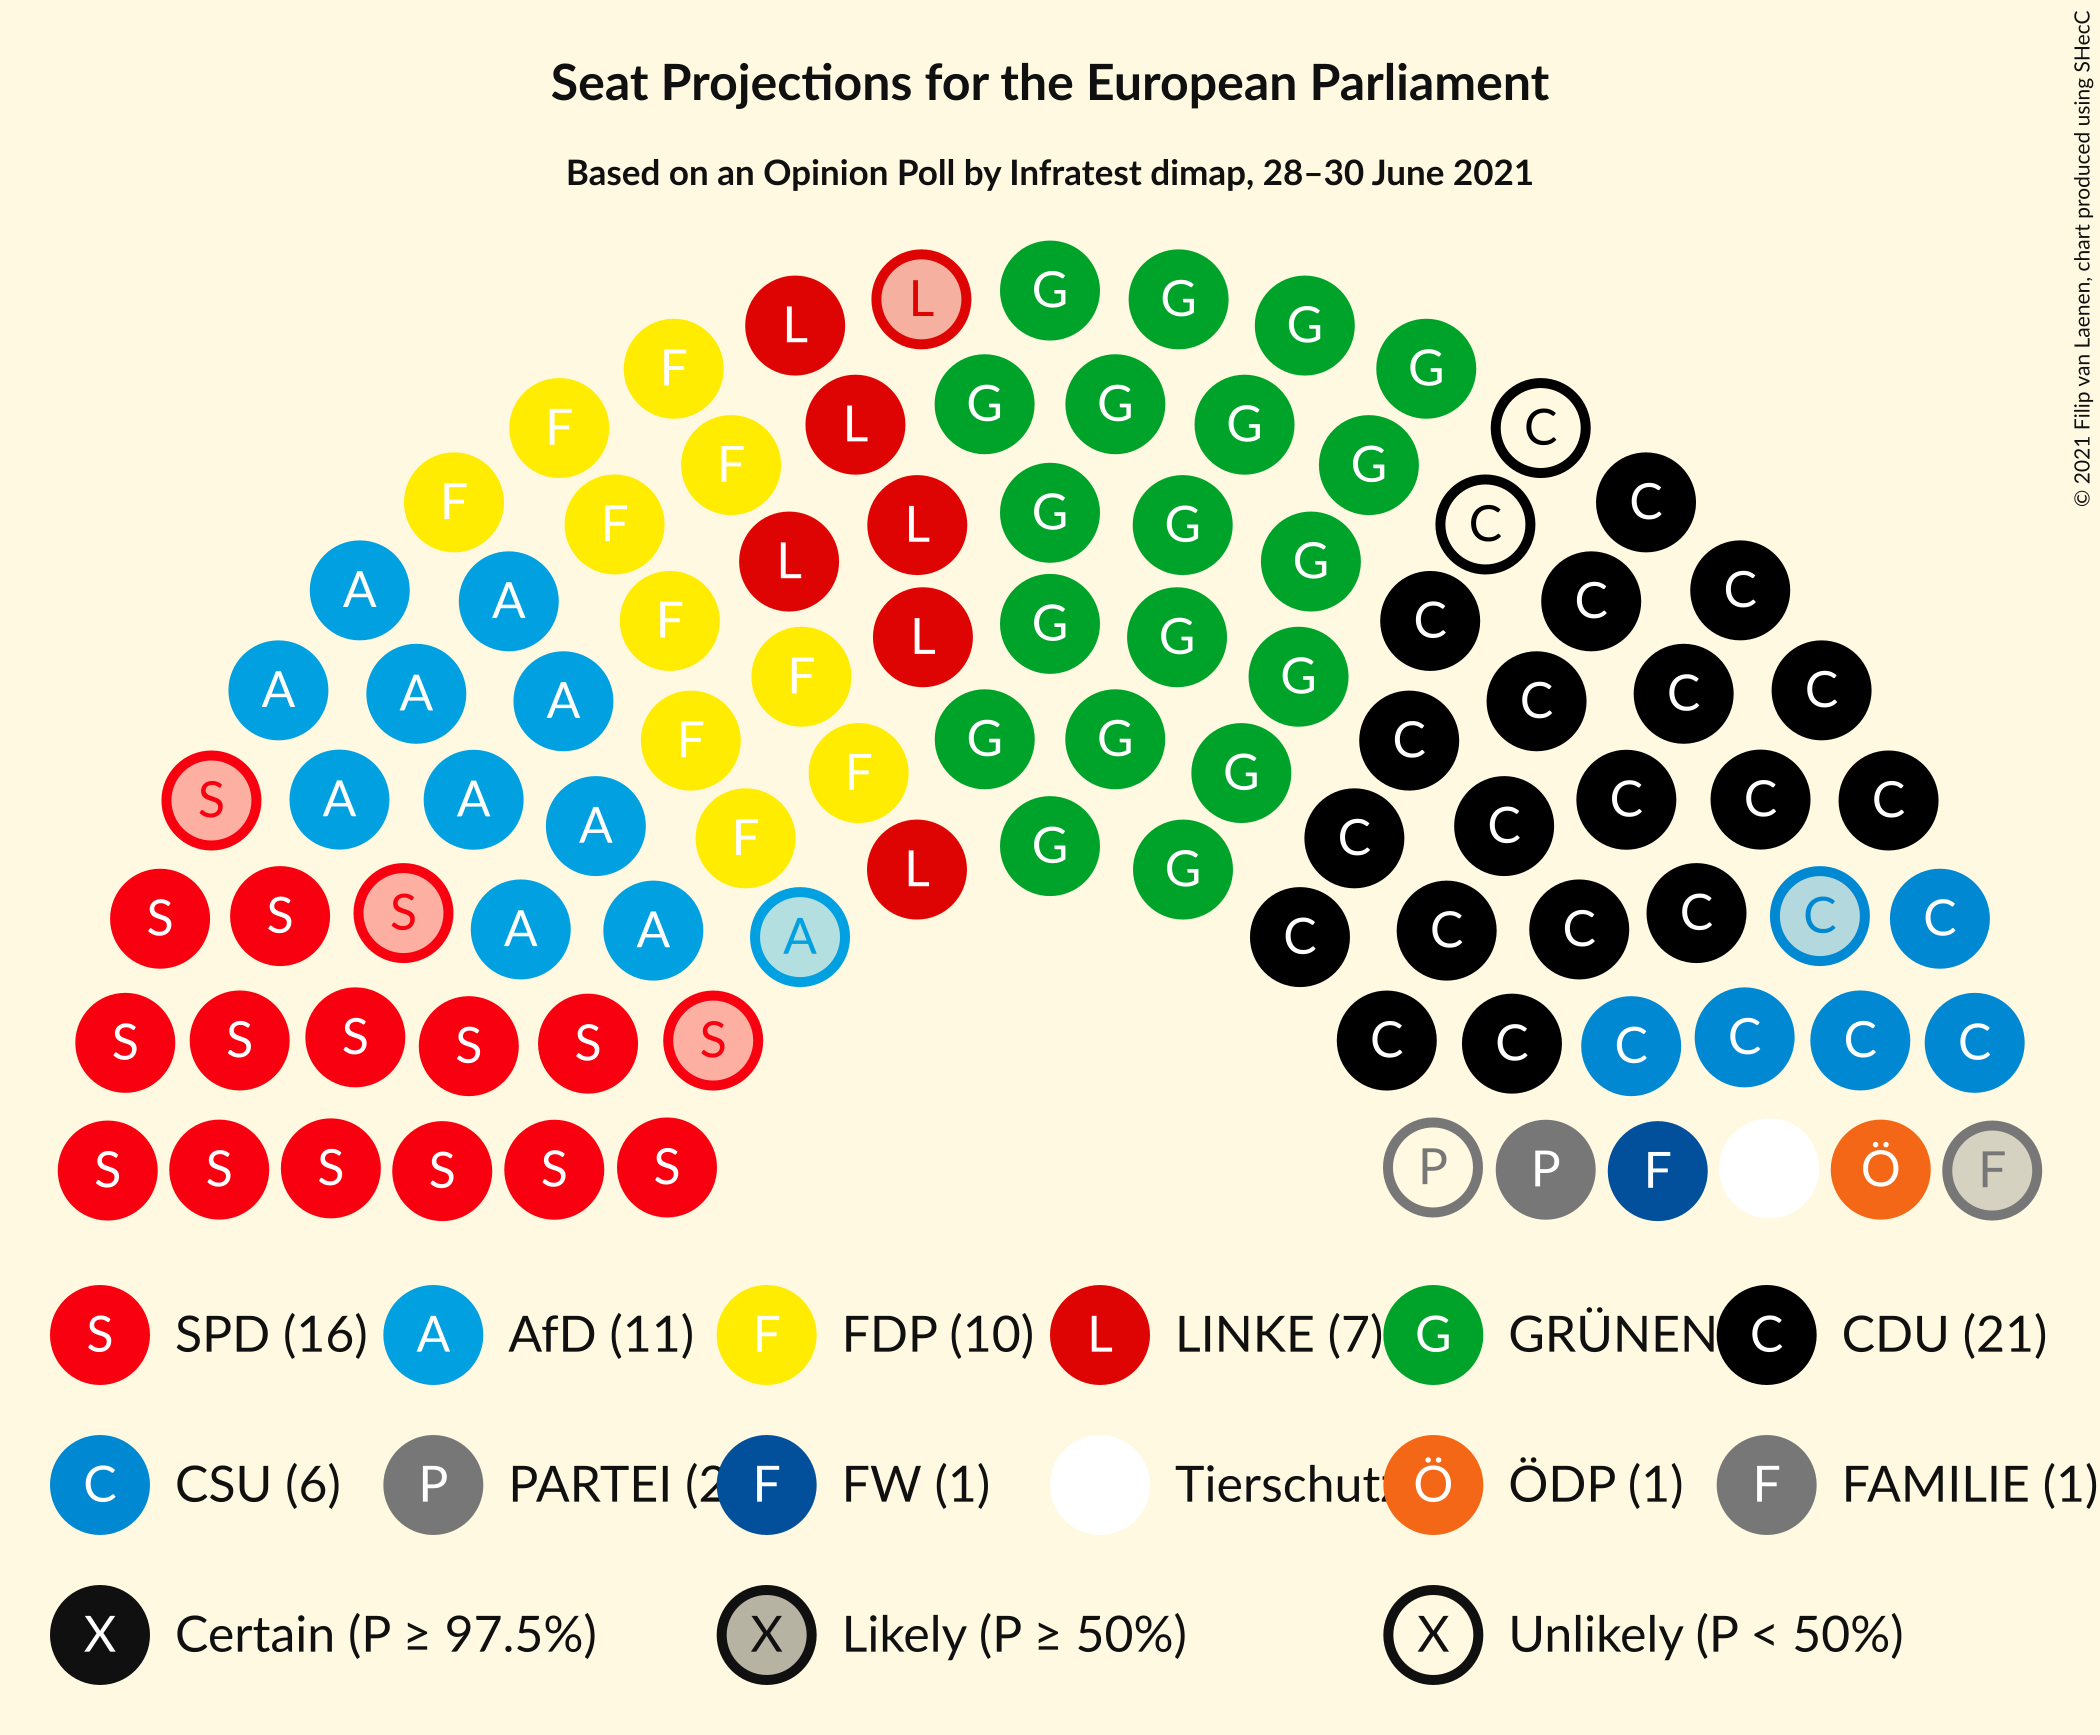 Seat Projections for the European Parliament
Based on an Opinion Poll by Infratest dimap, 28–30 June 2021
© 2021 Filip van Laenen, chart produced using SHecC
L G G G
L G
F G
F L G G G C
F G
F C
F L G G C C
F L G
A A F C C C
F L G G C
A A A F G C C C
F G G C
S A A A F G C C C C
F G G C
S S S A A A L G C C C C C C
S S S S S S C C C C C C
S S S S S S P P F Ö F
S SPD (16) A AfD (11) F FDP (10) L LINKE (7) G GRÜNEN C CDU (21)
C CSU (6) P PARTEI (2 F FW (1) Tierschutz Ö ÖDP (1) F FAMILIE (1)
X Certain (P ≥ 97.5%) X Likely (P ≥ 50%) X Unlikely (P < 50%)